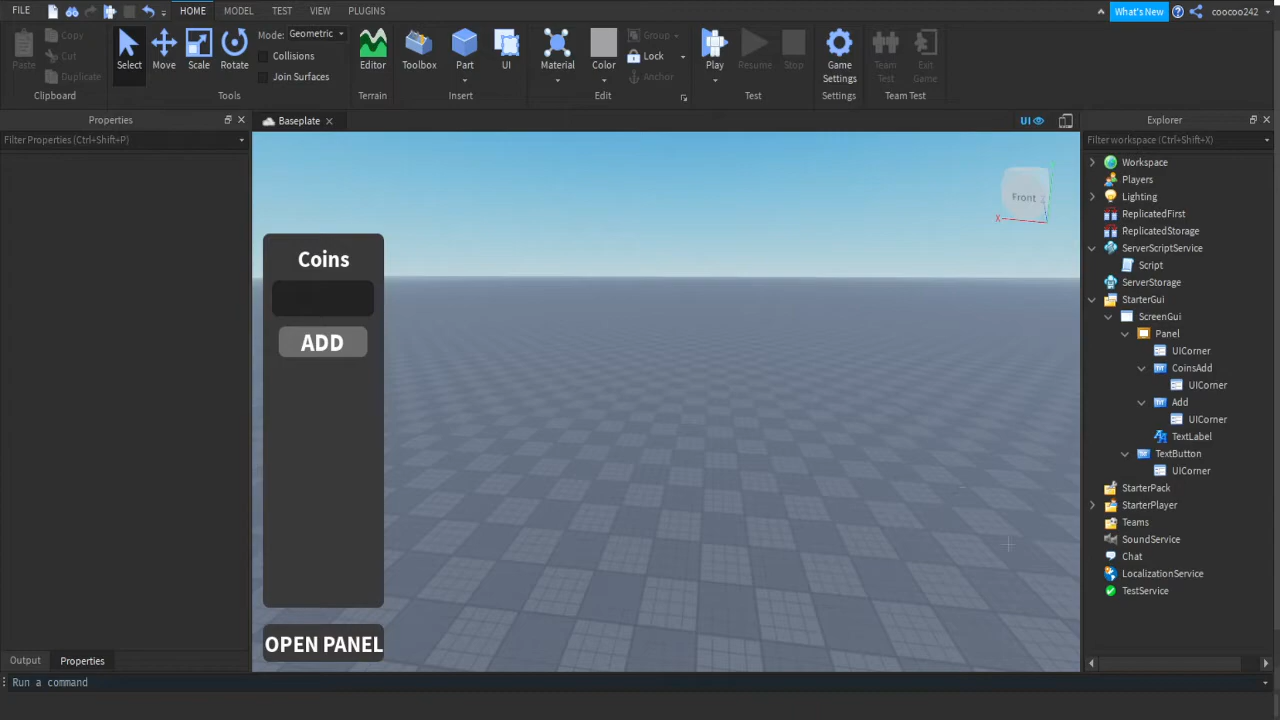 FILE HOME MODEL TEST VIEW PLUGINS What's New coocoo242
Paste Copy Cut Duplicate Clipboard
Select Move Scale Rotate Mode: Geometric Collisions Join Surfaces Tools
Editor Terrain
Toolbox Part UI Insert
Material Color Group Lock Anchor Edit
Play Resume Stop Test
Game Settings Settings
Team Test Exit Game Team Test
Properties
Filter Properties (Ctrl+Shift+P)
Output Properties
Run a command
Baseplate
UI
Front
X
Coins
ADD
OPEN PANEL
Explorer
Filter workspace (Ctrl+Shift+X)
Workspace
Players
Lighting
ReplicatedFirst
ReplicatedStorage
ServerScriptService
Script
ServerStorage
StarterGui
ScreenGui
Panel
UICorner
CoinsAdd
UICorner
Add
UICorner
TextLabel
TextButton
UICorner
StarterPack
StarterPlayer
Teams
SoundService
Chat
LocalizationService
TestService